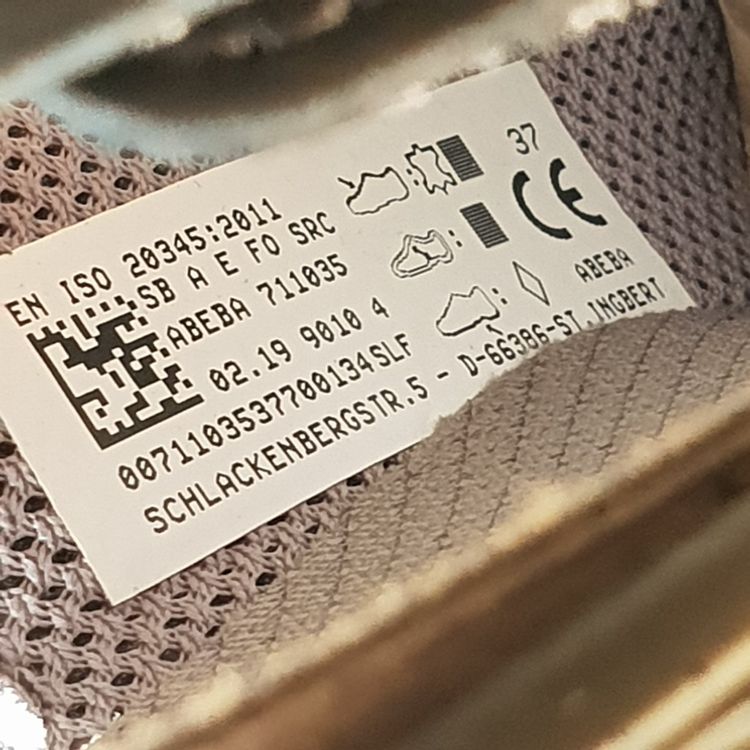 37
EN ISO 20345:2011
SB A E FO SRC
CE
ABEBA 711035
02.19 9010 4
ABEBA
0071103537700134SLF
SCHLACKENBERGSTR.5 - D-66386-ST.INGBERT